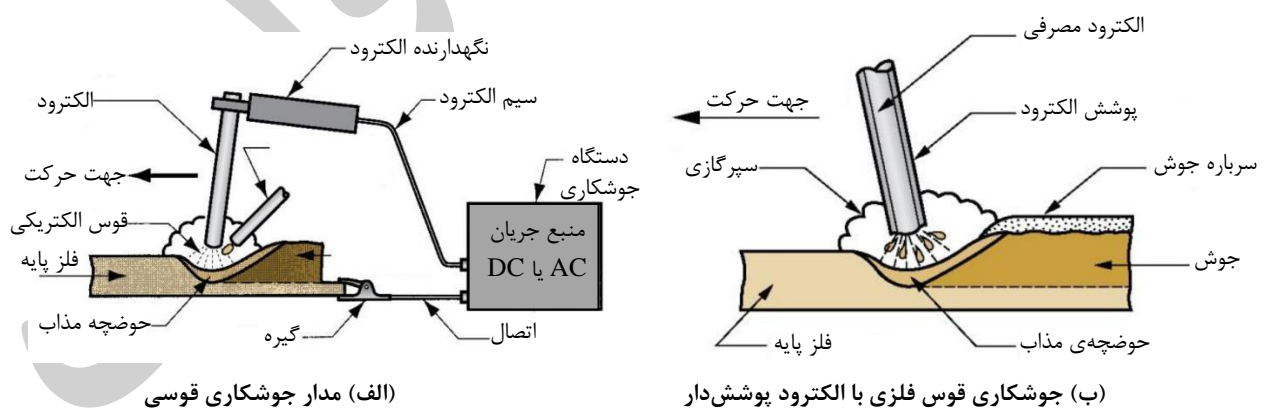 الکترود مصرفی
جهت حرکت
پوشش الکترود
سپرگازی
سرباره جوش
جوش
حوضچه‌ی مذاب
فلز پایه
(ب) جوشکاری قوس فلزی با الکترود پوشش‌دار
نگهدارنده الکترود
سیم الکترود
الکترود
دستگاه
جوشکاری
جهت حرکت
قوس الکتریکی
منبع جریان
AC یا DC
فلز پایه
حوضچه مذاب
گیره
اتصال
(الف) مدار جوشکاری قوسی